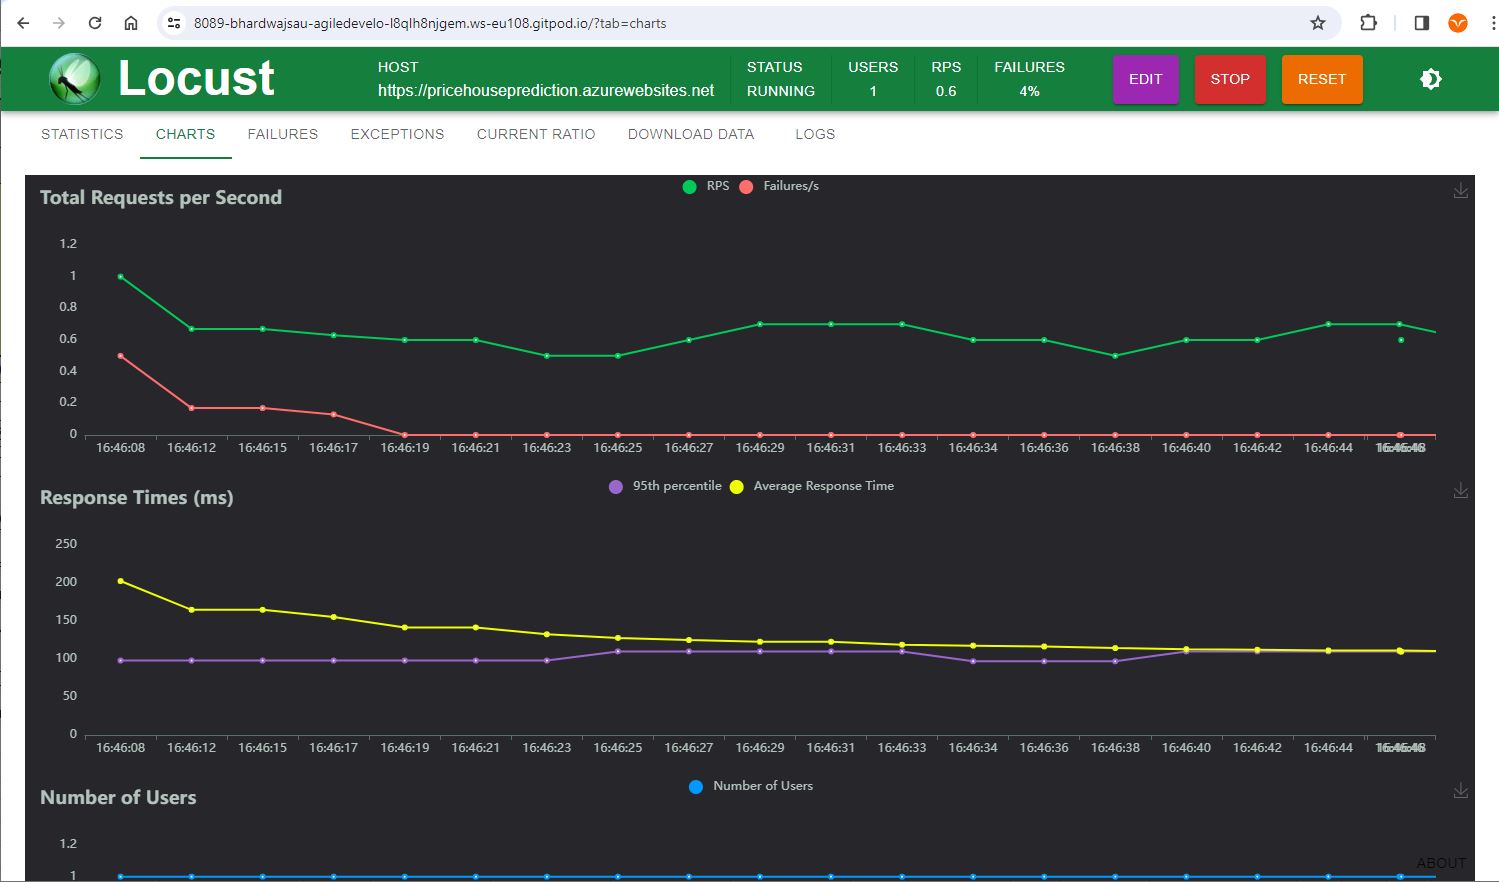 8089-bhardwajsau-agiledevelo-l8qlh8njgem.ws-eu108.gitpod.io/?tab=charts
Locust
HOST
https://pricehouseprediction.azurewebsites.net
STATUS
RUNNING
USERS
1
RPS
0.6
FAILURES
4%
EDIT
STOP
RESET
STATISTICS CHARTS FAILURES EXCEPTIONS CURRENT RATIO DOWNLOAD DATA LOGS
Total Requests per Second
RPS Failures/s
1.2
1
0.8
0.6
0.4
0.2
0
16:46:08 16:46:12 16:46:15 16:46:17 16:46:19 16:46:21 16:46:23 16:46:25 16:46:27 16:46:29 16:46:31 16:46:33 16:46:34 16:46:36 16:46:38 16:46:40 16:46:42 16:46:44
Response Times (ms)
95th percentile Average Response Time
250
200
150
100
50
0
16:46:08 16:46:12 16:46:15 16:46:17 16:46:19 16:46:21 16:46:23 16:46:25 16:46:27 16:46:29 16:46:31 16:46:33 16:46:34 16:46:36 16:46:38 16:46:40 16:46:42 16:46:44
Number of Users
Number of Users
1.2
1
ABOUT